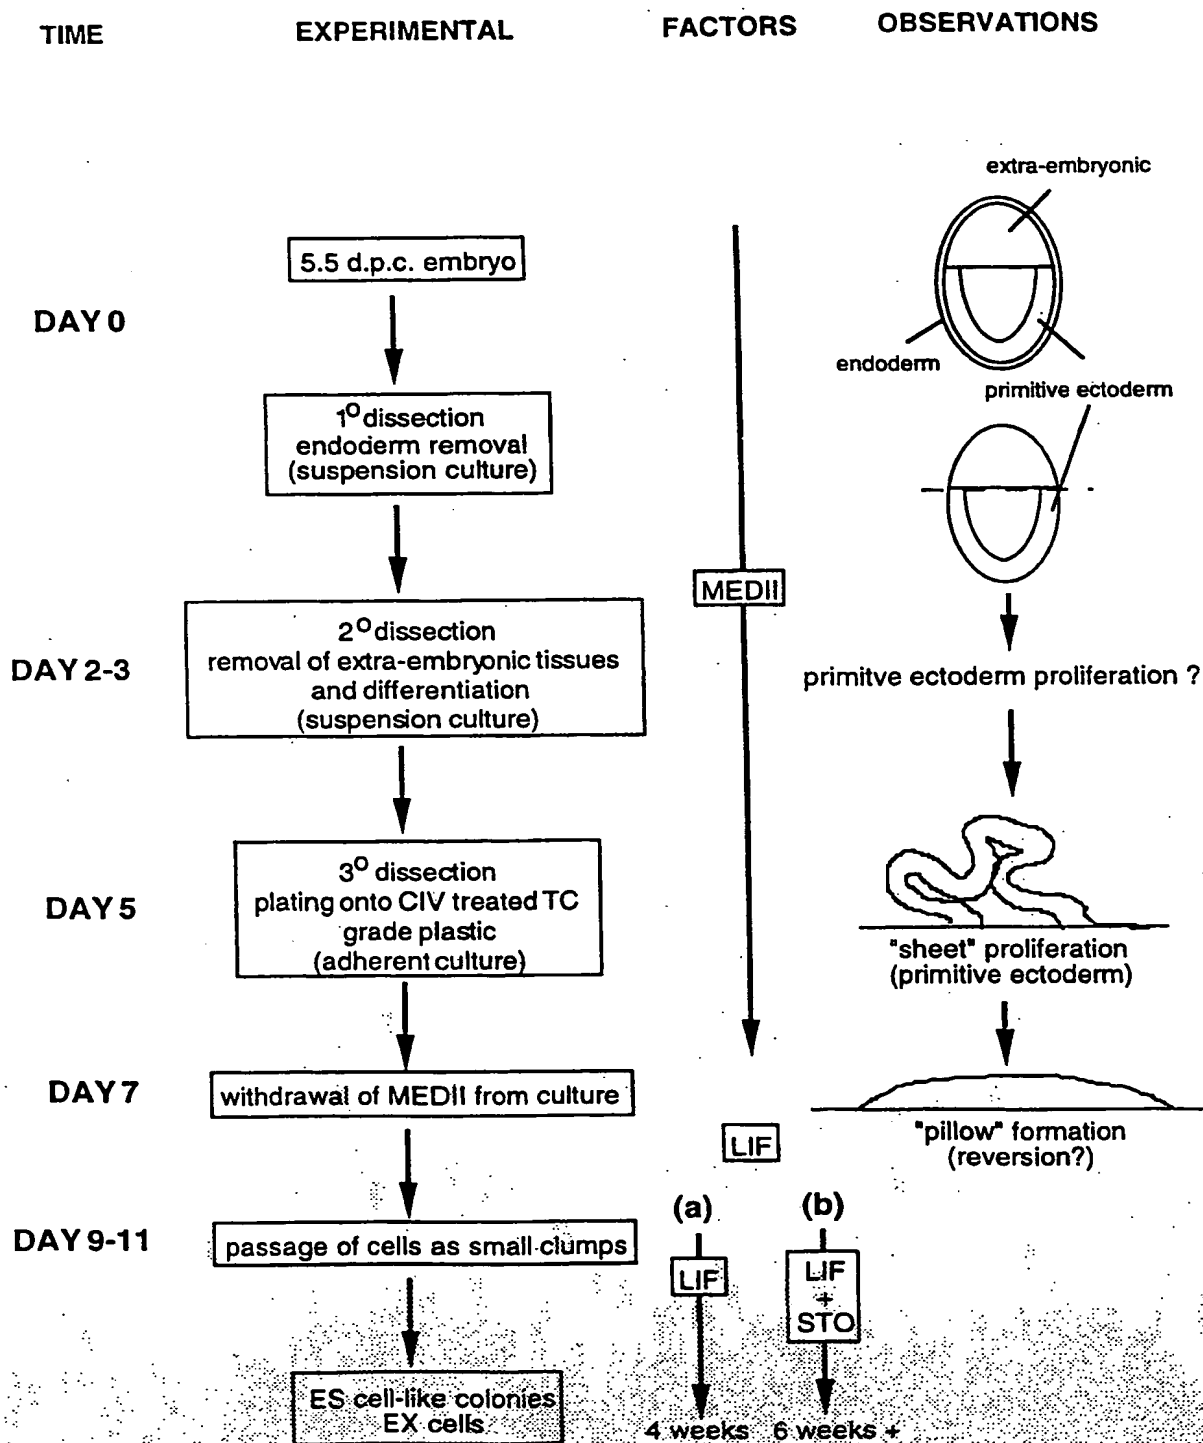 TIME EXPERIMENTAL FACTORS OBSERVATIONS
extra-embryonic
5.5 d.p.c. embryo
DAY 0
endoderm
primitive ectoderm
1º dissection
endoderm removal
(suspension culture)
MEDII
DAY 2-3
2º dissection
removal of extra-embryonic tissues
and differentiation
(suspension culture)
primitve ectoderm proliferation ?
DAY 5
3º dissection
plating onto CIV treated TC
grade plastic
(adherent culture)
"sheet" proliferation
(primitive ectoderm)
DAY 7
withdrawal of MEDII from culture
LIF
"pillow" formation
(reversion?)
DAY 9-11
passage of cells as small clumps
(a) (b)
LIF
LIF
+
STO
ES cell-like colonies
EX cells
4 weeks 6 weeks +